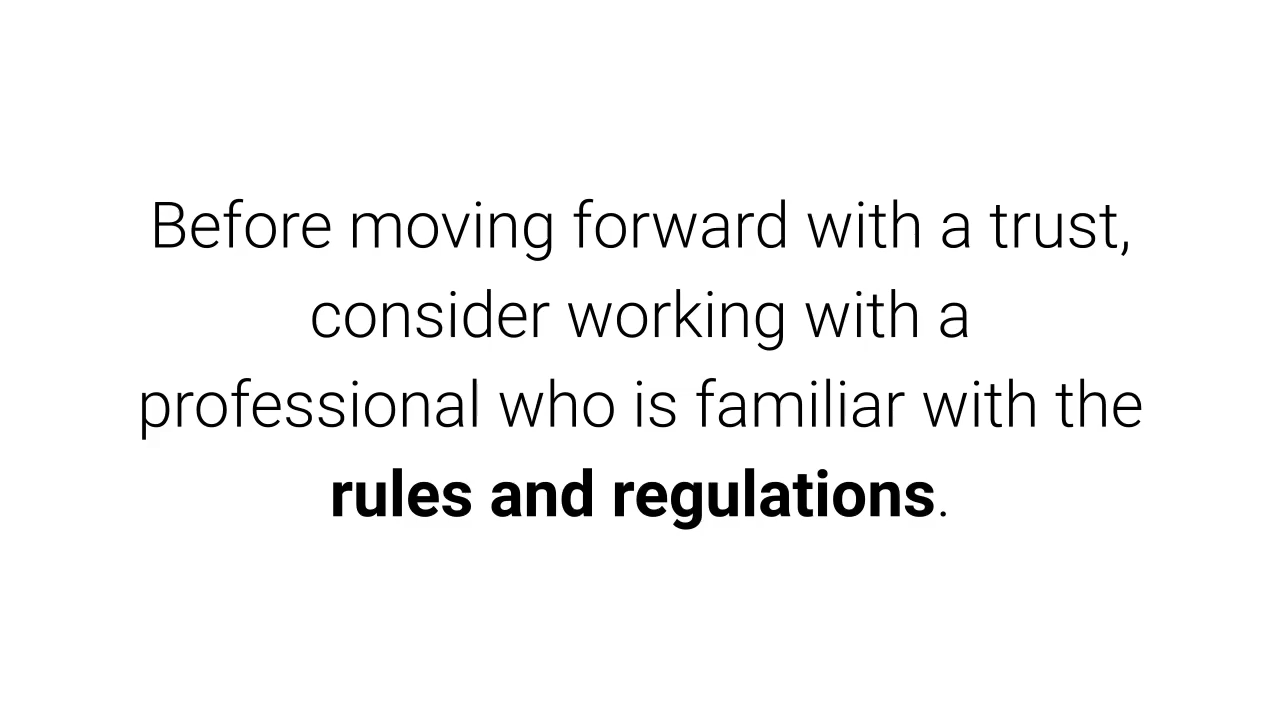 Before moving forward with a trust,
consider working with a
professional who is familiar with the
rules and regulations.